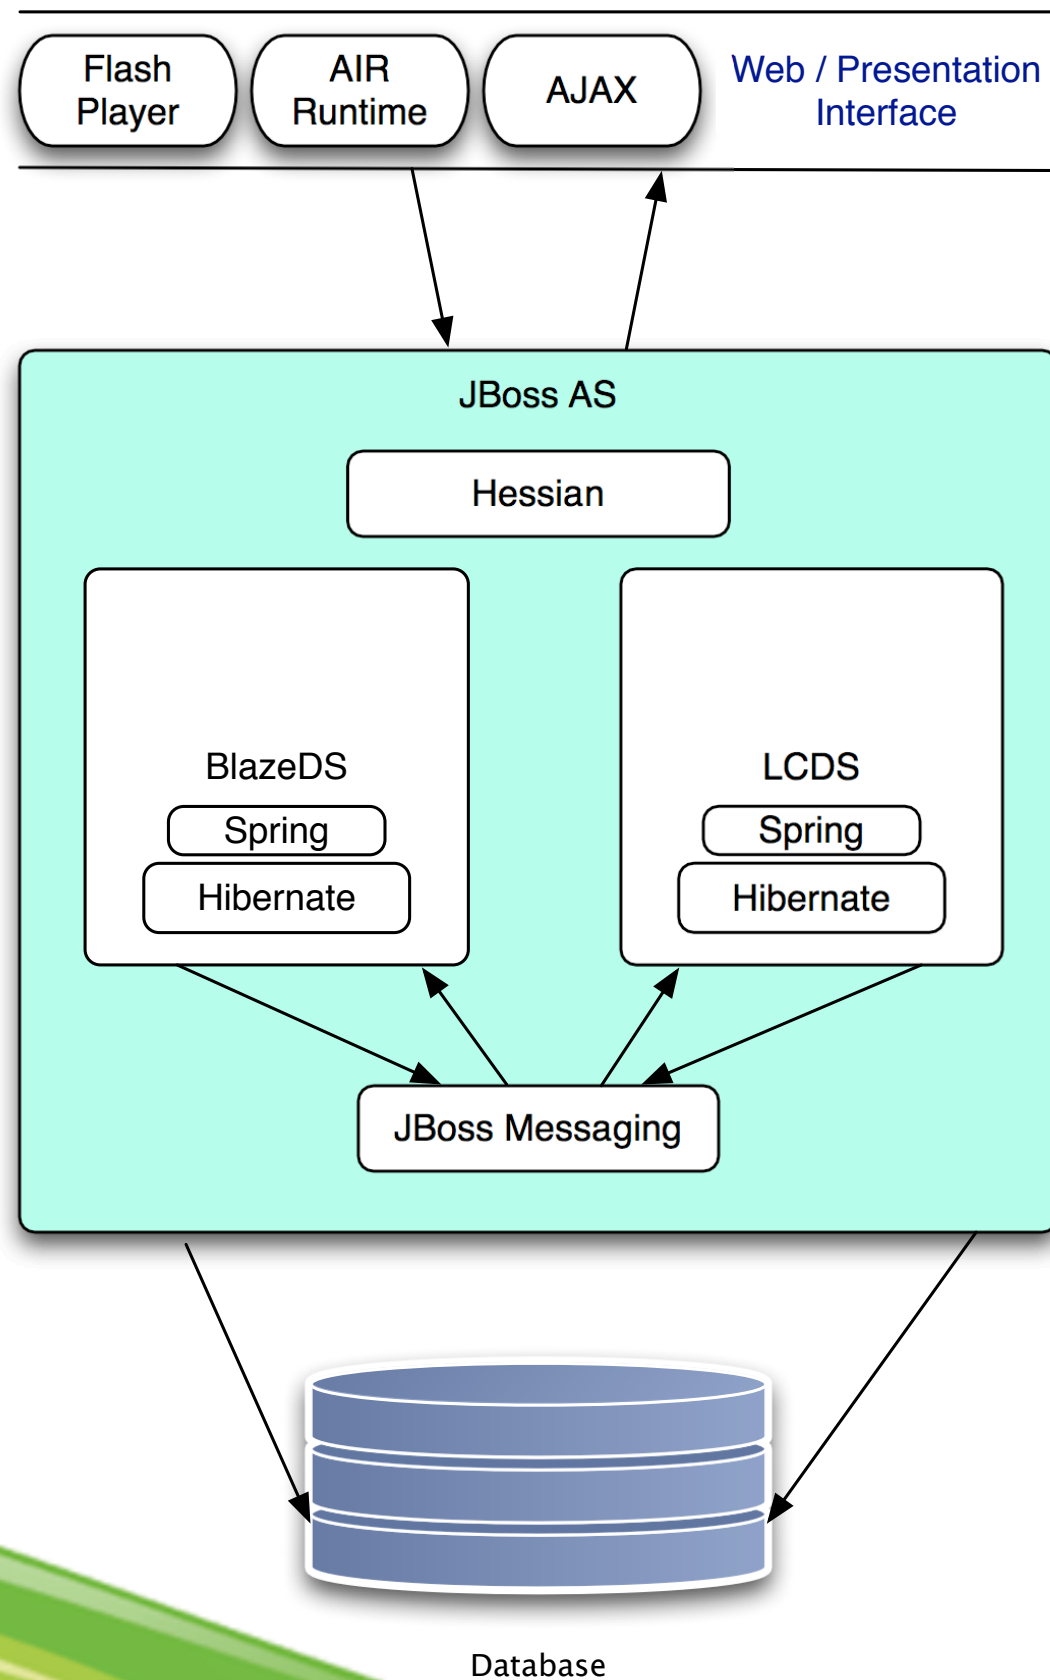 Flash
Player
AIR
Runtime
AJAX
Web / Presentation
Interface
JBoss AS
Hessian
BlazeDS
Spring
Hibernate
LCDS
Spring
Hibernate
JBoss Messaging
Database